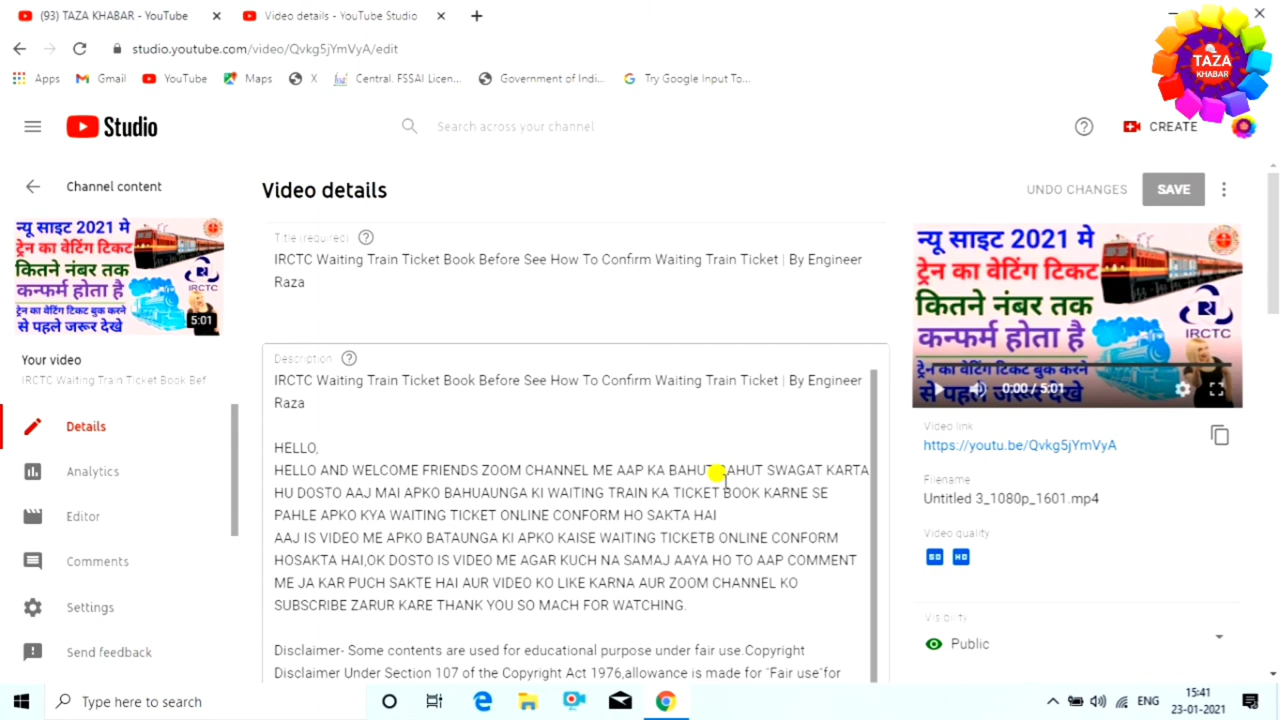 (93) TAZA KHABAR - YouTube
Video details - YouTube Studio
studio.youtube.com/video/Qvkg5jYmVyA/edit
Apps
Gmail
YouTube
Maps
X
Central. FSSAI Licen...
Government of Indi...
Try Google Input To...
TAZA
KHABAR
Studio
Search across your channel
CREATE
Channel content
Video details
UNDO CHANGES
SAVE
न्यू साइट 2021 मे
ट्रेन का वेटिंग टिकट
कितने नंबर तक
कन्फर्म होता है
IRCTC
ट्रेन का वेटिंग टिकट बुक करने
से पहले जरूर देखे
5:01
Title (required)
IRCTC Waiting Train Ticket Book Before See How To Confirm Waiting Train Ticket | By Engineer
Raza
न्यू साइट 2021 मे
ट्रेन का वेटिंग टिकट
कितने नंबर तक
कन्फर्म होता है
IRCTC
ट्रेन का वेटिंग टिकट बुक करने
से पहले जरूर देखे
0:00 / 5:01
Your video
IRCTC Waiting Train Ticket Book Bef
Details
Analytics
Editor
Comments
Settings
Send feedback
Description
IRCTC Waiting Train Ticket Book Before See How To Confirm Waiting Train Ticket | By Engineer
Raza
HELLO,
HELLO AND WELCOME FRIENDS ZOOM CHANNEL ME AAP KA BAHUT BAHUT SWAGAT KARTA
HU DOSTO AAJ MAI APKO BAHUAUNGA KI WAITING TRAIN KA TICKET BOOK KARNE SE
PAHLE APKO KYA WAITING TICKET ONLINE CONFORM HO SAKTA HAI
AAJ IS VIDEO ME APKO BATAUNGA KI APKO KAISE WAITING TICKETB ONLINE CONFORM
HOSAKTA HAI,OK DOSTO IS VIDEO ME AGAR KUCH NA SAMAJ AAYA HO TO AAP COMMENT
ME JA KAR PUCH SAKTE HAI AUR VIDEO KO LIKE KARNA AUR ZOOM CHANNEL KO
SUBSCRIBE ZARUR KARE THANK YOU SO MACH FOR WATCHING.
Disclaimer- Some contents are used for educational purpose under fair use.Copyright
Disclaimer Under Section 107 of the Copyright Act 1976,allowance is made for "Fair use"for
Video link
https://youtu.be/Qvkg5jYmVyA
Filename
Untitled 3_1080p_1601.mp4
Video quality
SD HD
Visibility
Public
Type here to search
ENG
15:41
23-01-2021